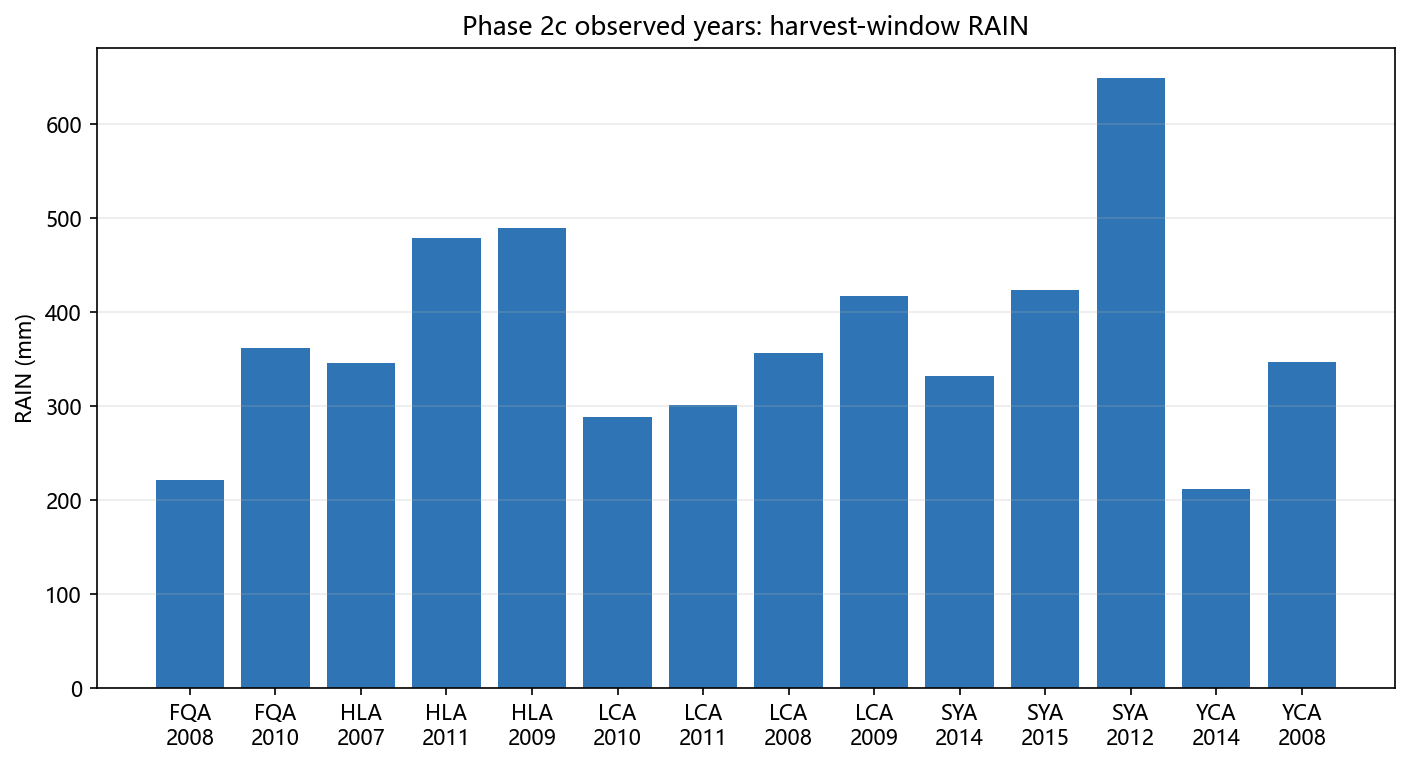 Phase 2c observed years: harvest-window RAIN
RAIN (mm)
600
500
400
300
200
100
0
FQA
2008
FQA
2010
HLA
2007
HLA
2011
HLA
2009
LCA
2010
LCA
2011
LCA
2008
LCA
2009
SYA
2014
SYA
2015
SYA
2012
YCA
2014
YCA
2008